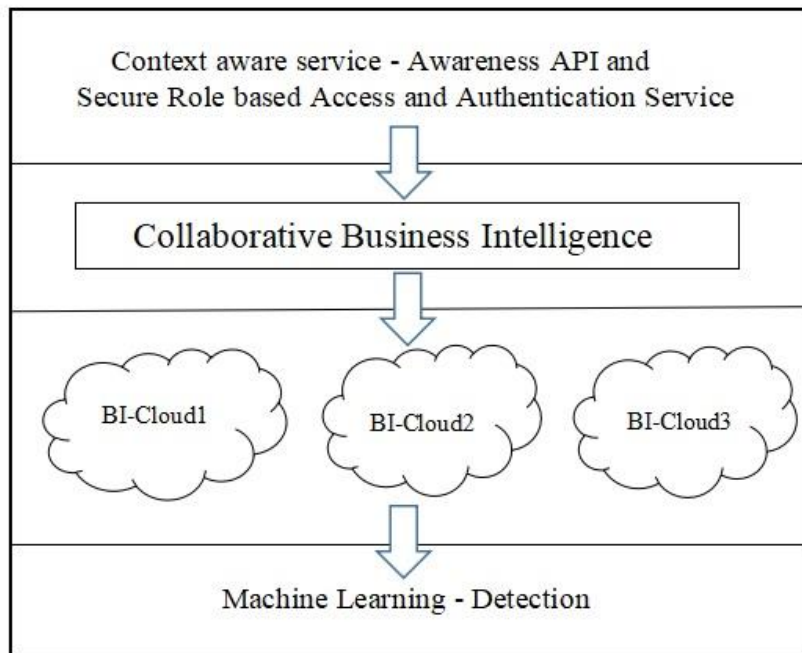 Context aware service - Awareness API and
Secure Role based Access and Authentication Service
Collaborative Business Intelligence
BI-Cloud1
BI-Cloud2
BI-Cloud3
Machine Learning - Detection